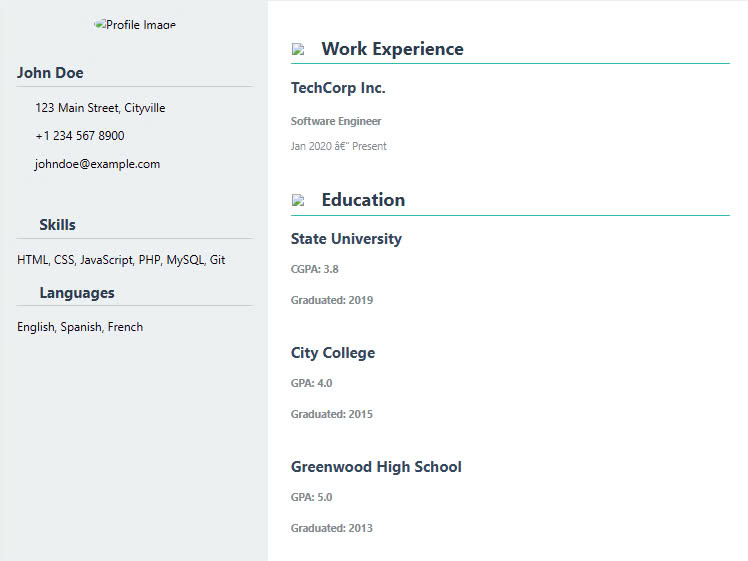 Profile Image
John Doe
123 Main Street, Cityville
+1 234 567 8900
johndoe@example.com
Skills
HTML, CSS, JavaScript, PHP, MySQL, Git
Languages
English, Spanish, French
Work Experience
TechCorp Inc.
Software Engineer
Jan 2020 â€“ Present
Education
State University
CGPA: 3.8
Graduated: 2019
City College
GPA: 4.0
Graduated: 2015
Greenwood High School
GPA: 5.0
Graduated: 2013